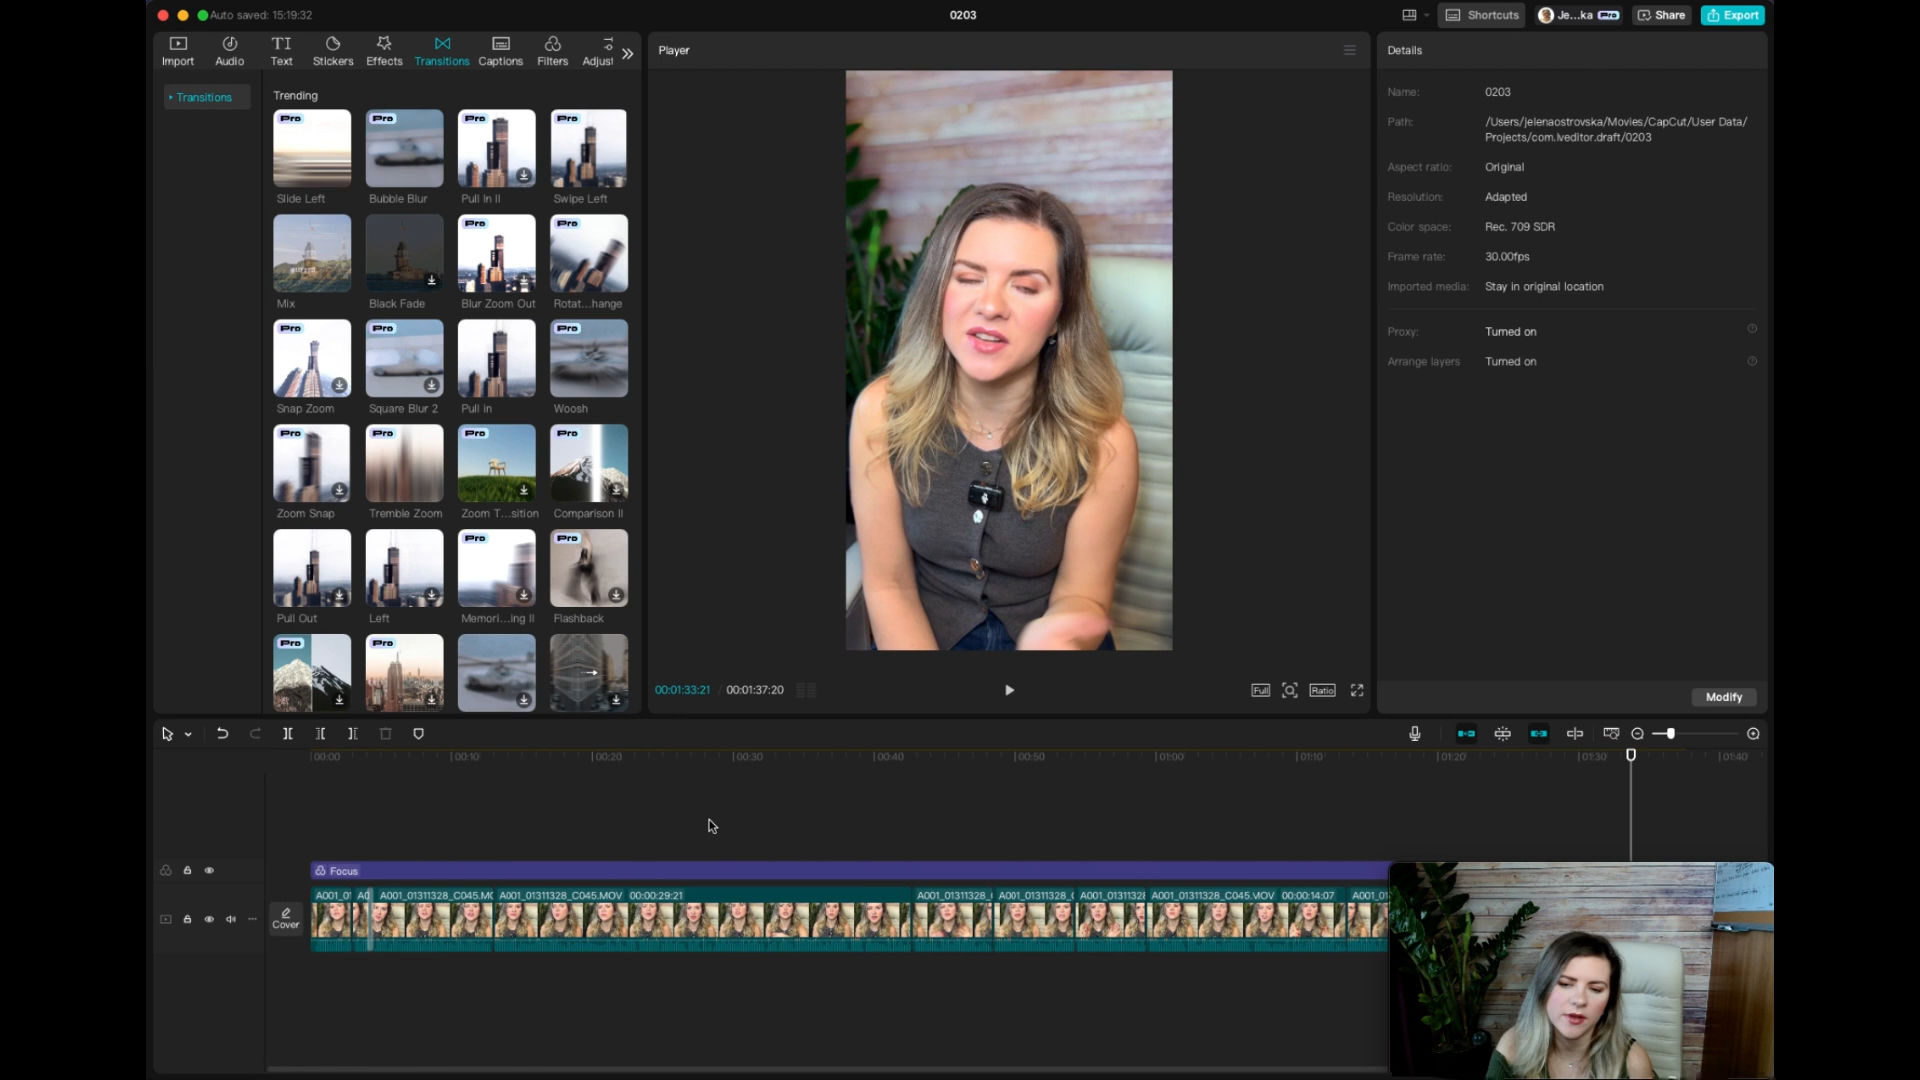 Auto saved: 15:19:32
0203
Shortcuts
Je...ka Pro
Share
Export
Import
Audio
Text
Stickers
Effects
Transitions
Captions
Filters
Adjust
Transitions
Trending
Pro
Pro
Pro
Pro
Slide Left
Bubble Blur
Pull In II
Swipe Left
Pro
Pro
Mix
Black Fade
Blur Zoom Out
Rotat...hange
Pro
Pro
Pro
Snap Zoom
Square Blur 2
Pull in
Woosh
Pro
Pro
Pro
Pro
Zoom Snap
Tremble Zoom
Zoom T...sition
Comparison II
Pro
Pro
Pull Out
Left
Memori...ing II
Flashback
Pro
Pro
Player
00:01:33:21 / 00:01:37:20
Full
Ratio
Details
Name: 0203
Path: /Users/jelenaostrovska/Movies/CapCut/User Data/
Projects/com.lveditor.draft/0203
Aspect ratio: Original
Resolution: Adapted
Color space: Rec. 709 SDR
Frame rate: 30.00fps
Imported media: Stay in original location
Proxy: Turned on
Arrange layers Turned on
Modify
00:00 00:10 00:20 00:30 00:40 00:50 01:00 01:10 01:20 01:30 01:40
Focus
A001_01 A0 A001_01311328_C045.MO A001_01311328_C045.MOV 00:00:29:21 A001_01311328_ A001_01311328_C A001_0131132 A001_01311328_C045.MOV 00:00:14:07 A001_01
Cover